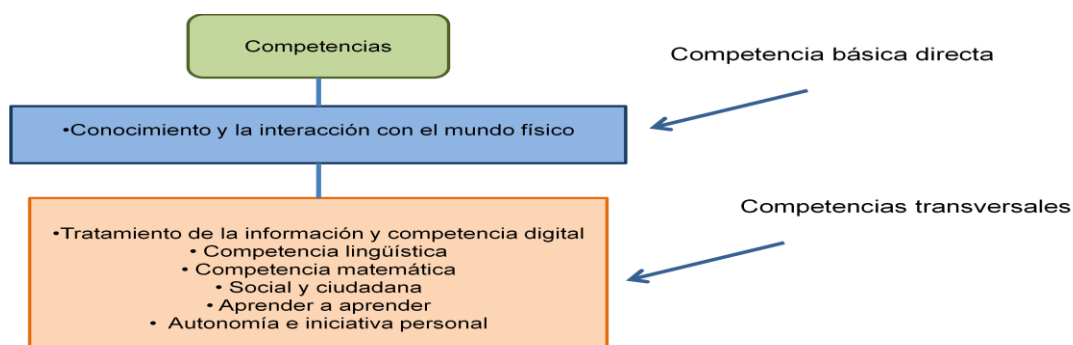 Competencias
Competencia básica directa
•Conocimiento y la interacción con el mundo físico
Competencias transversales
•Tratamiento de la información y competencia digital
• Competencia lingüística
• Competencia matemática
• Social y ciudadana
• Aprender a aprender
• Autonomía e iniciativa personal